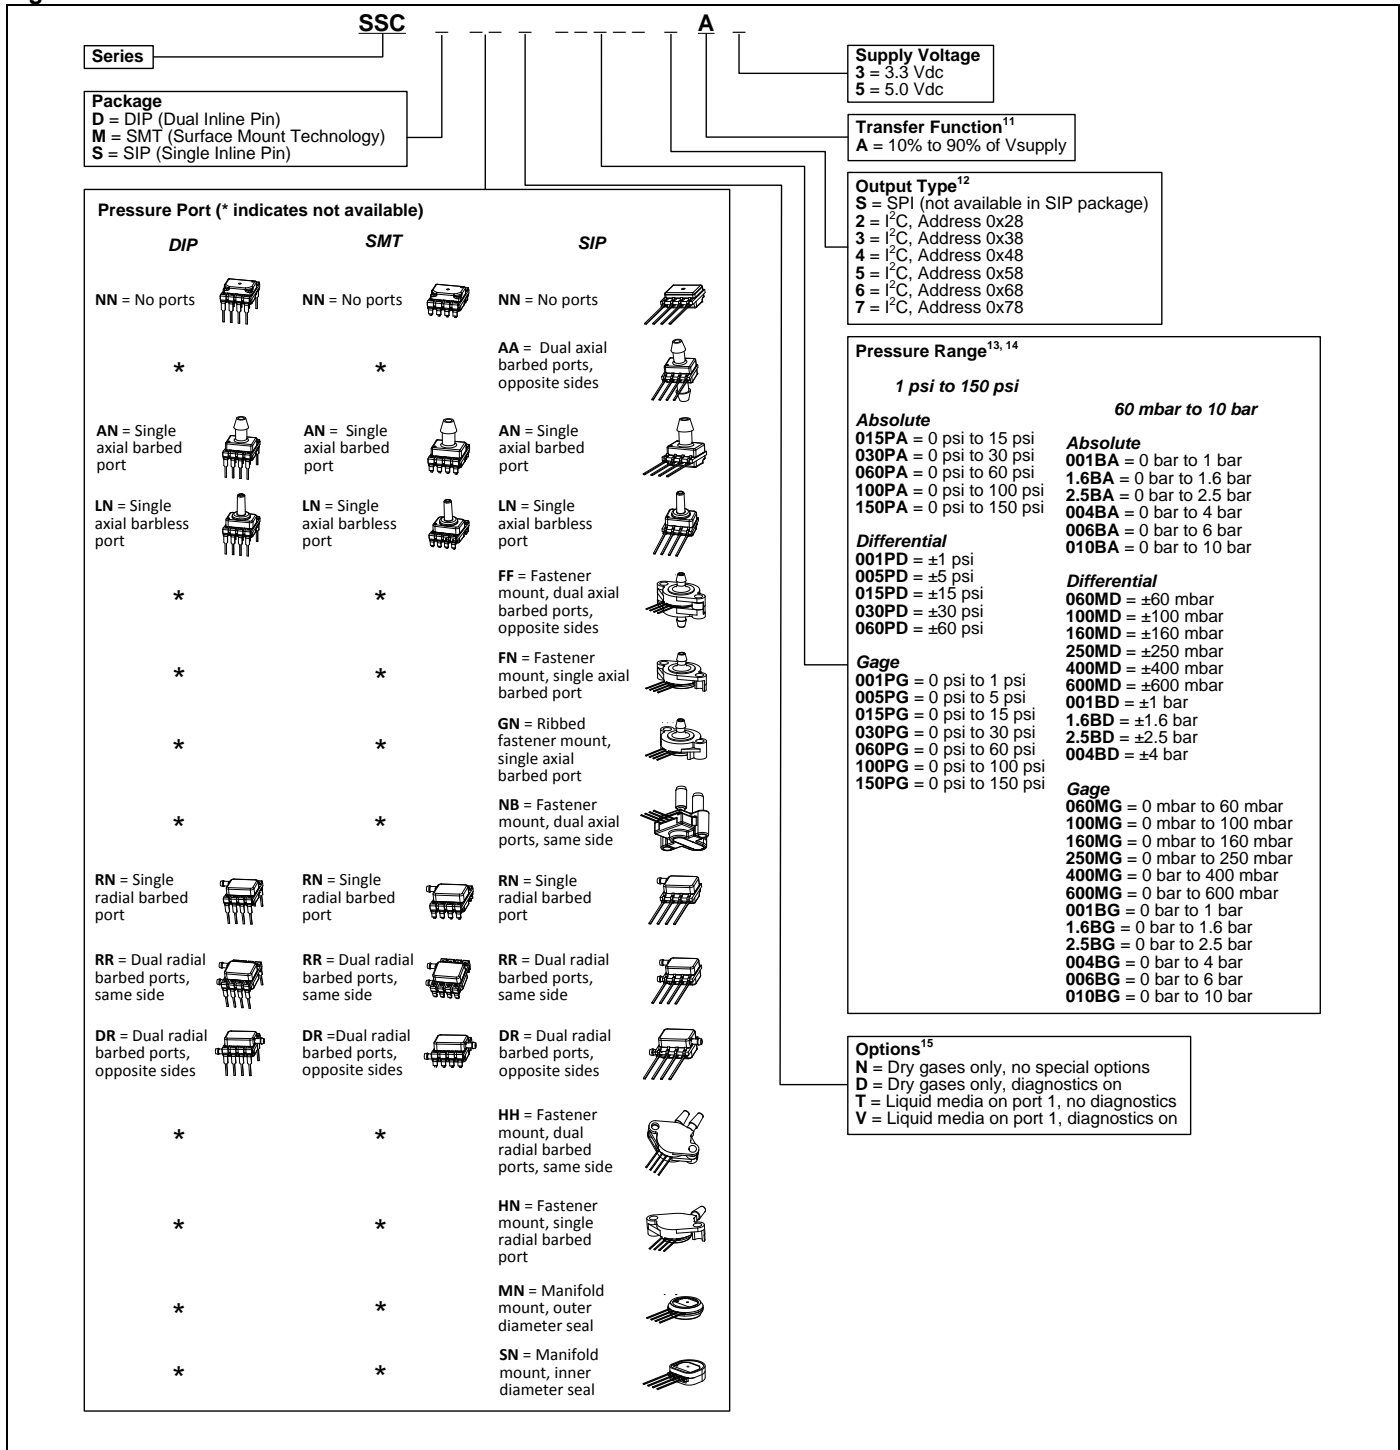 SSC A
Series
Package
D = DIP (Dual Inline Pin)
M = SMT (Surface Mount Technology)
S = SIP (Single Inline Pin)
Pressure Port (* indicates not available)
DIP SMT SIP
NN = No ports NN = No ports NN = No ports
* * AA = Dual axial
barbed ports,
opposite sides
AN = Single
axial barbed
port
AN = Single
axial barbed
port
AN = Single
axial barbed
port
LN = Single
axial barbless
port
LN = Single
axial barbless
port
LN = Single
axial barbless
port
* * FF = Fastener
mount, dual axial
barbed ports,
opposite sides
* * FN = Fastener
mount, single axial
barbed port
* * GN = Ribbed
fastener mount,
single axial
barbed port
* * NB = Fastener
mount, dual axial
ports, same side
RN = Single
radial barbed
port
RN = Single
radial barbed
port
RN = Single
radial barbed
port
RR = Dual radial
barbed ports,
same side
RR = Dual radial
barbed ports,
same side
RR = Dual radial
barbed ports,
same side
DR = Dual radial
barbed ports,
opposite sides
DR =Dual radial
barbed ports,
opposite sides
DR = Dual radial
barbed ports,
opposite sides
* * HH = Fastener
mount, dual
radial barbed
ports, same side
* * HN = Fastener
mount, single
radial barbed
port
* * MN = Manifold
mount, outer
diameter seal
* * SN = Manifold
mount, inner
diameter seal
Supply Voltage
3 = 3.3 Vdc
5 = 5.0 Vdc
Transfer Function¹¹
A = 10% to 90% of Vsupply
Output Type¹²
S = SPI (not available in SIP package)
2 = I²C, Address 0x28
3 = I²C, Address 0x38
4 = I²C, Address 0x48
5 = I²C, Address 0x58
6 = I²C, Address 0x68
7 = I²C, Address 0x78
Pressure Range¹³, ¹⁴
1 psi to 150 psi
Absolute
015PA = 0 psi to 15 psi
030PA = 0 psi to 30 psi
060PA = 0 psi to 60 psi
100PA = 0 psi to 100 psi
150PA = 0 psi to 150 psi
Differential
001PD = ±1 psi
005PD = ±5 psi
015PD = ±15 psi
030PD = ±30 psi
060PD = ±60 psi
Gage
001PG = 0 psi to 1 psi
005PG = 0 psi to 5 psi
015PG = 0 psi to 15 psi
030PG = 0 psi to 30 psi
060PG = 0 psi to 60 psi
100PG = 0 psi to 100 psi
150PG = 0 psi to 150 psi
60 mbar to 10 bar
Absolute
001BA = 0 bar to 1 bar
1.6BA = 0 bar to 1.6 bar
2.5BA = 0 bar to 2.5 bar
004BA = 0 bar to 4 bar
006BA = 0 bar to 6 bar
010BA = 0 bar to 10 bar
Differential
060MD = ±60 mbar
100MD = ±100 mbar
160MD = ±160 mbar
250MD = ±250 mbar
400MD = ±400 mbar
600MD = ±600 mbar
001BD = ±1 bar
1.6BD = ±1.6 bar
2.5BD = ±2.5 bar
004BD = ±4 bar
Gage
060MG = 0 mbar to 60 mbar
100MG = 0 mbar to 100 mbar
160MG = 0 mbar to 160 mbar
250MG = 0 mbar to 250 mbar
400MG = 0 bar to 400 mbar
600MG = 0 bar to 600 mbar
001BG = 0 bar to 1 bar
1.6BG = 0 bar to 1.6 bar
2.5BG = 0 bar to 2.5 bar
004BG = 0 bar to 4 bar
006BG = 0 bar to 6 bar
010BG = 0 bar to 10 bar
Options¹⁵
N = Dry gases only, no special options
D = Dry gases only, diagnostics on
T = Liquid media on port 1, no diagnostics
V = Liquid media on port 1, diagnostics on